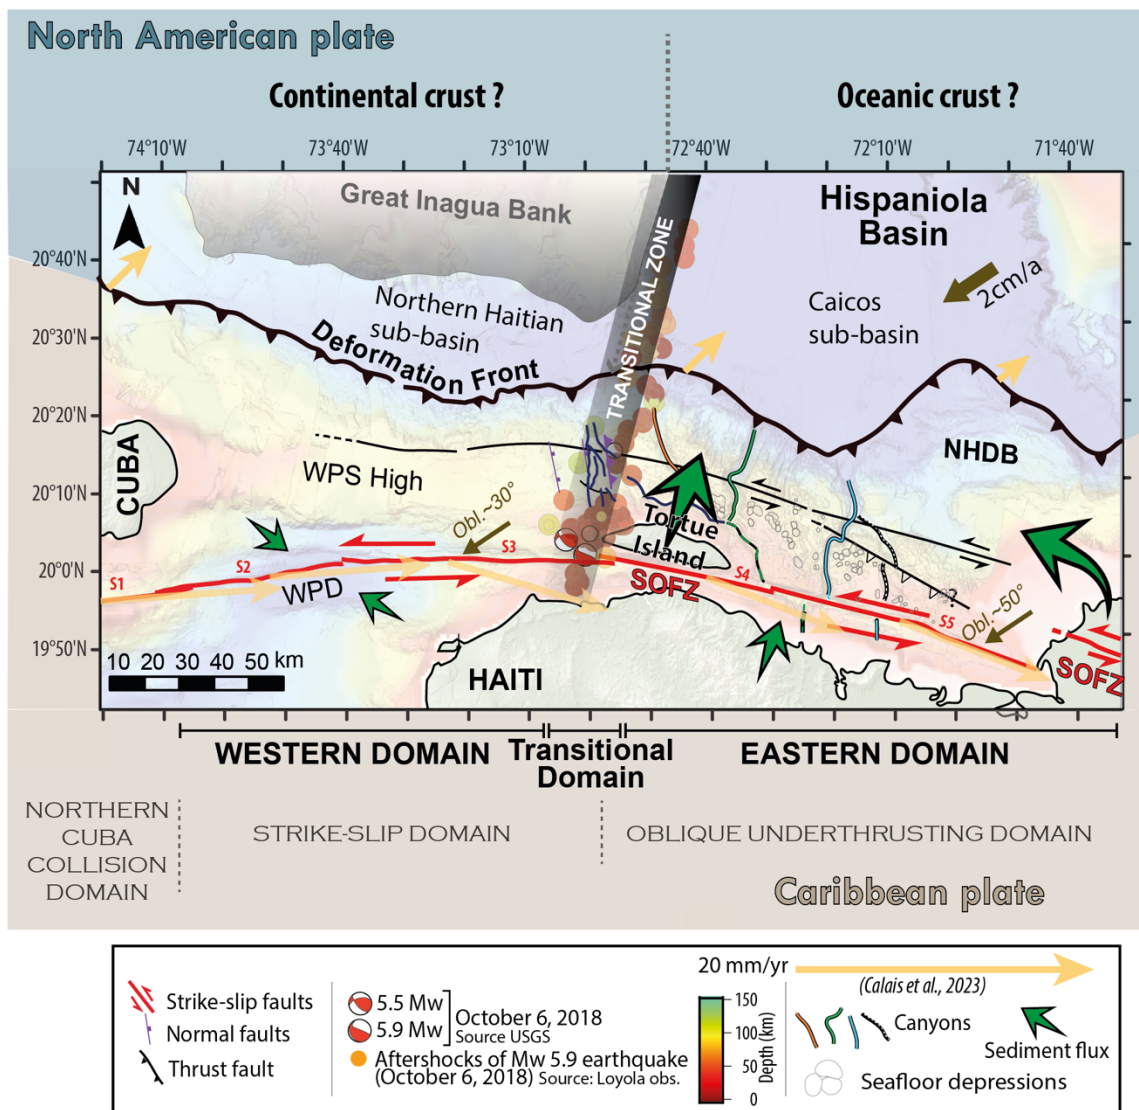 North American plate
Continental crust ?
Oceanic crust ?
74°10'W
73°40'W
73°10'W
72°40'W
72°10'W
71°40'W
N
Great Inagua Bank
Hispaniola
Basin
TRANSITIONAL ZONE
20°40'N
20°30'N
20°20'N
20°10'N
20°0'N
19°50'N
2cm/a
Northern Haitian
sub-basin
Caicos
sub-basin
Deformation Front
NHDB
CUBA
WPS High
Obl.~30°
Tortue
Island
S1
S2
S3
S4
S5
?
WPD
SOFZ
Obl.~50°
SOFZ
10 20 30 40 50 km
HAITI
WESTERN DOMAIN
Transitional
Domain
EASTERN DOMAIN
NORTHERN
CUBA
COLLISION
DOMAIN
STRIKE-SLIP DOMAIN
OBLIQUE UNDERTHRUSTING DOMAIN
Caribbean plate
Strike-slip faults
Normal faults
Thrust fault
5.5 Mw
5.9 Mw
October 6, 2018
Source USGS
Aftershocks of Mw 5.9 earthquake
(October 6, 2018) Source: Loyola obs.
20 mm/yr
(Calais et al., 2023)
150
100
50
0
Depth (km)
Canyons
Sediment flux
Seafloor depressions